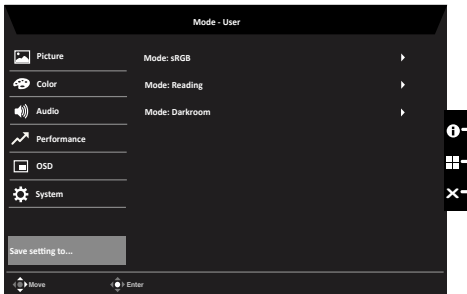 Mode - User
Picture
Color
Audio
Performance
OSD
System
Save setting to...
Mode: sRGB
Mode: Reading
Mode: Darkroom
Move
Enter